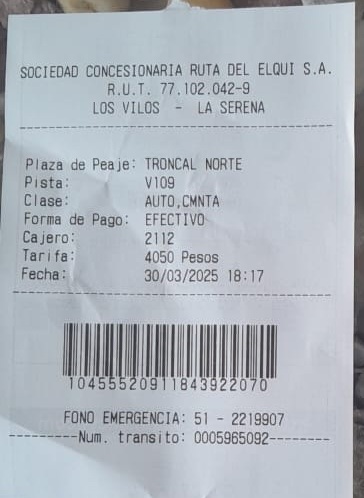 SOCIEDAD CONCESIONARIA RUTA DEL ELQUI S.A.
R.U.T. 77.102.042-9
LOS VILOS - LA SERENA
Plaza de Peaje: TRONCAL NORTE
Pista: V109
Clase: AUTO,CMNTA
Forma de Pago: EFECTIVO
Cajero: 2112
Tarifa: 4050 Pesos
Fecha: 30/03/2025 18:17
10455520911843922070
FONO EMERGENCIA: 51 - 2219907
--------Num. transito: 0005965092-------